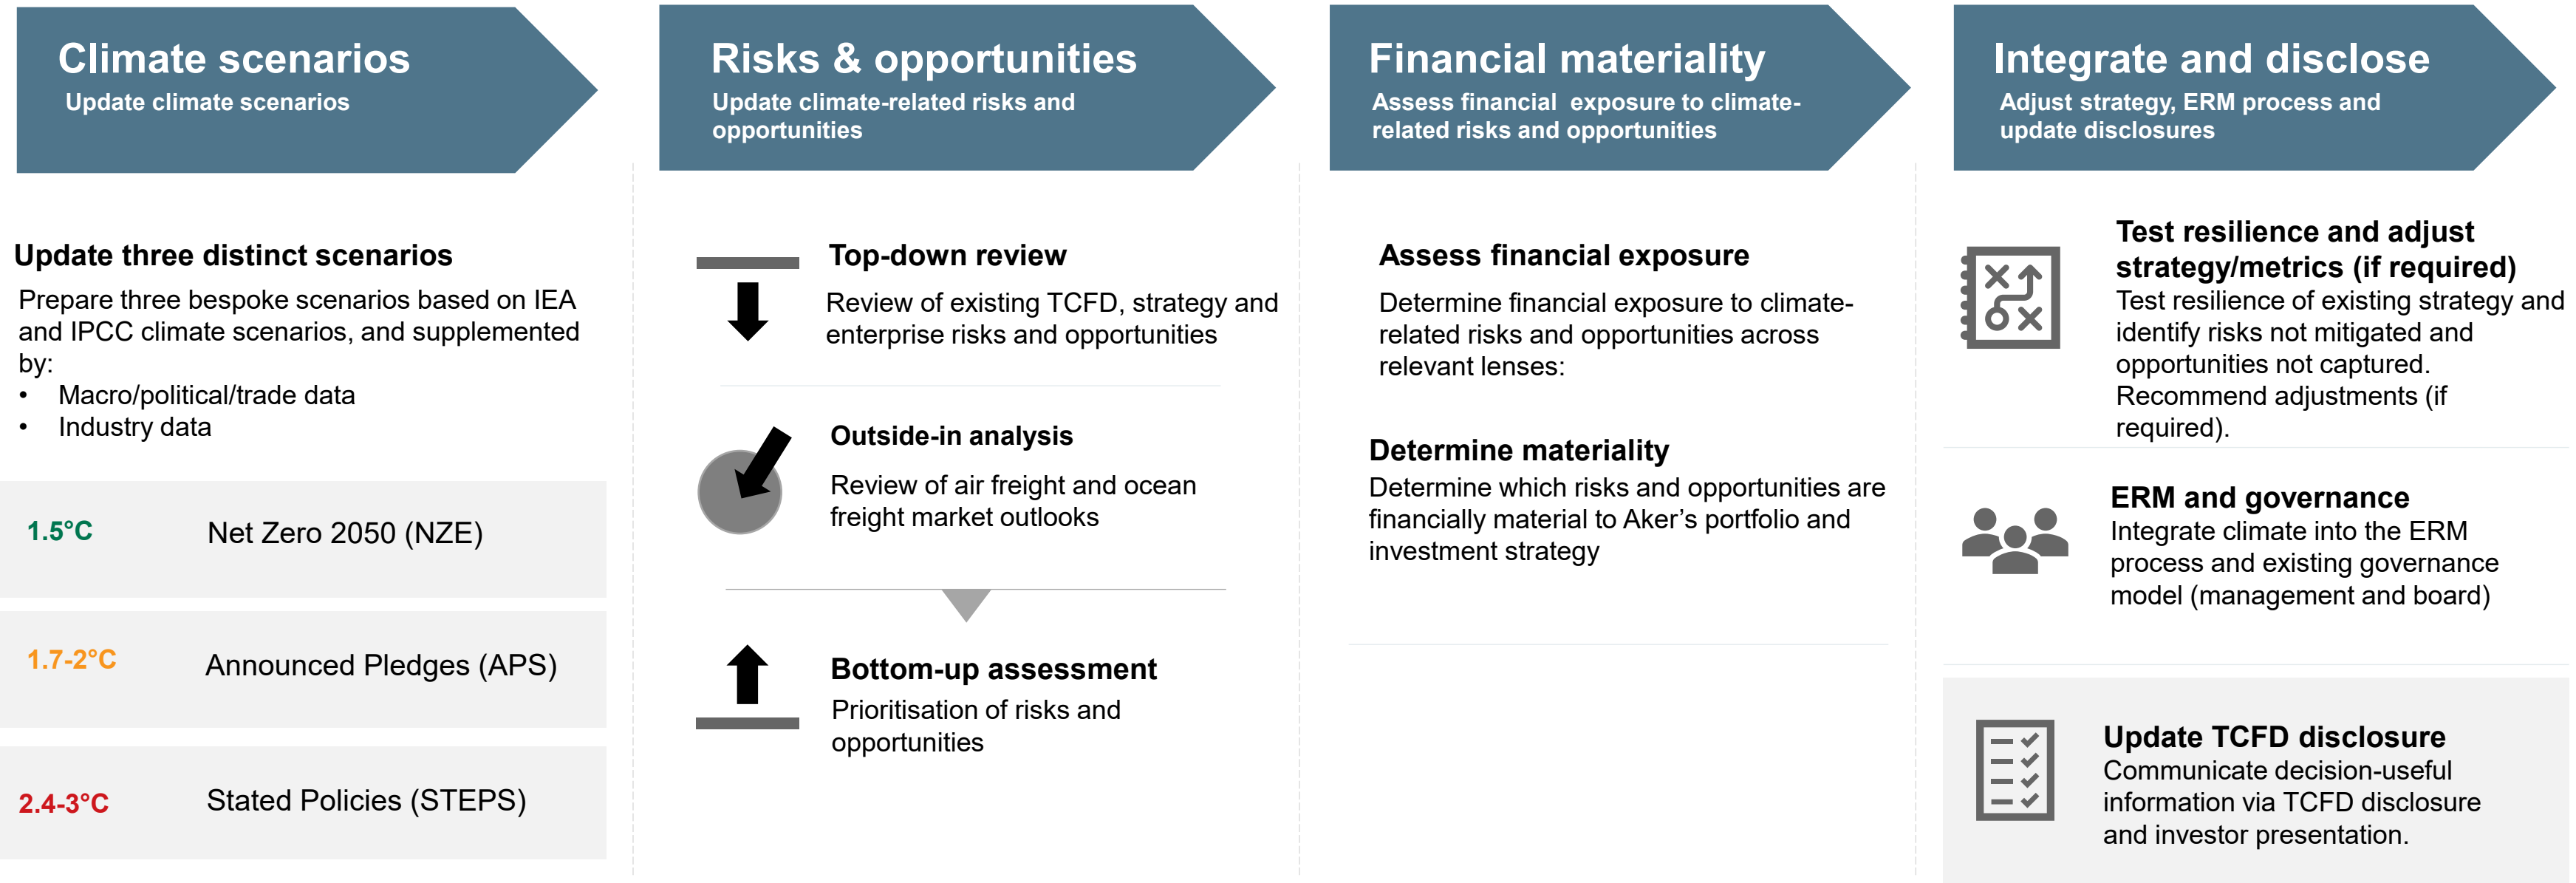 Climate scenarios
Update climate scenarios
Update three distinct scenarios
Prepare three bespoke scenarios based on IEA
and IPCC climate scenarios, and supplemented
by:
• Macro/political/trade data
• Industry data
1.5°C Net Zero 2050 (NZE)
1.7-2°C Announced Pledges (APS)
2.4-3°C Stated Policies (STEPS)
Risks & opportunities
Update climate-related risks and
opportunities
Top-down review
Review of existing TCFD, strategy and
enterprise risks and opportunities
Outside-in analysis
Review of air freight and ocean
freight market outlooks
Bottom-up assessment
Prioritisation of risks and
opportunities
Financial materiality
Assess financial  exposure to climate-
related risks and opportunities
Assess financial exposure
Determine financial exposure to climate-
related risks and opportunities across
relevant lenses:
Determine materiality
Determine which risks and opportunities are
financially material to Aker’s portfolio and
investment strategy
Integrate and disclose
Adjust strategy, ERM process and
update disclosures
Test resilience and adjust
strategy/metrics (if required)
Test resilience of existing strategy and
identify risks not mitigated and
opportunities not captured.
Recommend adjustments (if
required).
ERM and governance
Integrate climate into the ERM
process and existing governance
model (management and board)
Update TCFD disclosure
Communicate decision-useful
information via TCFD disclosure
and investor presentation.